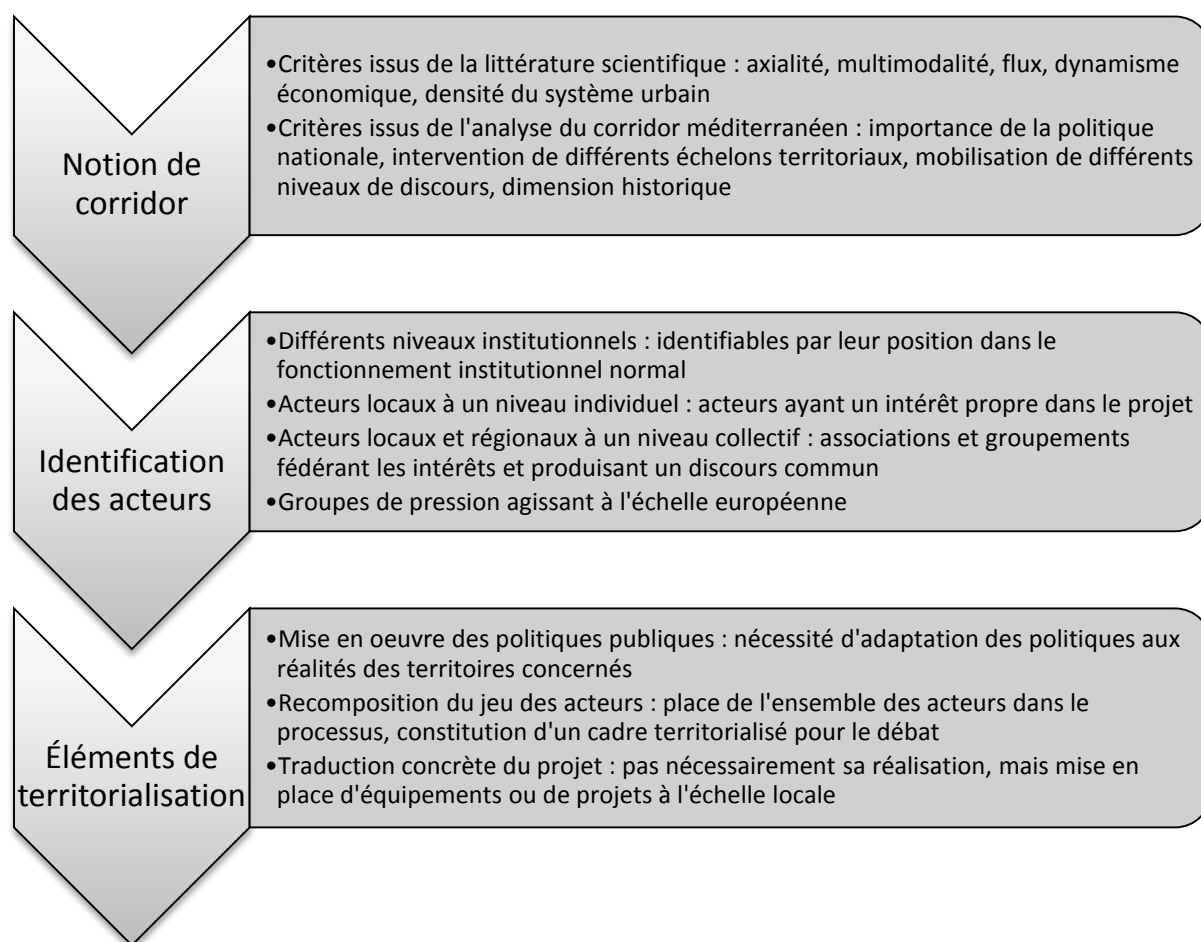 Notion de
corridor
•Critères issus de la littérature scientifique : axialité, multimodalité, flux, dynamisme
économique, densité du système urbain
•Critères issus de l'analyse du corridor méditerranéen : importance de la politique
nationale, intervention de différents échelons territoriaux, mobilisation de différents
niveaux de discours, dimension historique
Identification
des acteurs
•Différents niveaux institutionnels : identifiables par leur position dans le
fonctionnement institutionnel normal
•Acteurs locaux à un niveau individuel : acteurs ayant un intérêt propre dans le projet
•Acteurs locaux et régionaux à un niveau collectif : associations et groupements
fédérant les intérêts et produisant un discours commun
•Groupes de pression agissant à l'échelle européenne
Éléments de
territorialisation
•Mise en oeuvre des politiques publiques : nécessité d'adaptation des politiques aux
réalités des territoires concernés
•Recomposition du jeu des acteurs : place de l'ensemble des acteurs dans le
processus, constitution d'un cadre territorialisé pour le débat
•Traduction concrète du projet : pas nécessairement sa réalisation, mais mise en
place d'équipements ou de projets à l'échelle locale